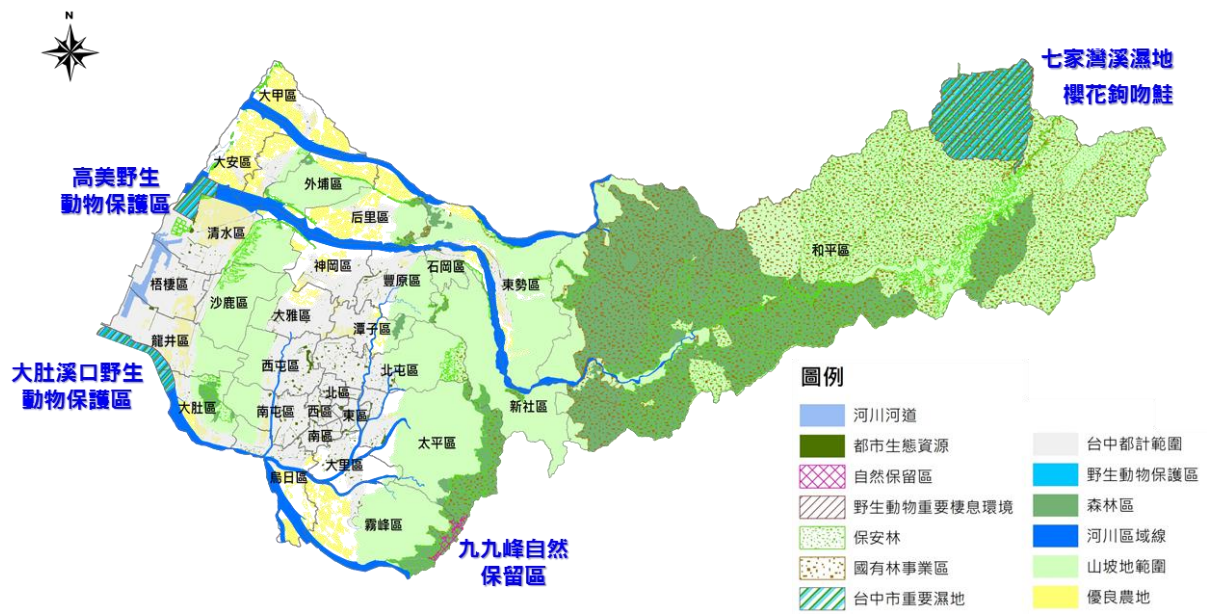 N
七家灣溪濕地
櫻花鉤吻鮭
大甲區
大安區
高美野生
動物保護區
外埔區
后里區
清水區
和平區
神岡區
石岡區
豐原區
東勢區
梧棲區
沙鹿區
大雅區
潭子區
龍井區
西屯區
北屯區
大肚溪口野生
動物保護區
北區
大肚區
南屯區
西區
東區
新社區
南區
太平區
大里區
烏日區
霧峰區
九九峰自然
保留區
圖例
河川河道
都市生態資源
自然保留區
野生動物重要棲息環境
保安林
國有林事業區
台中市重要濕地
台中都計範圍
野生動物保護區
森林區
河川區域線
山坡地範圍
優良農地